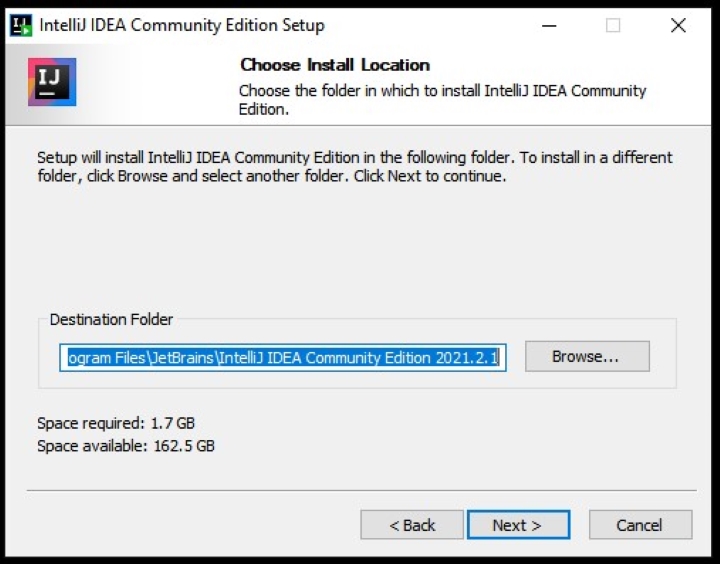 IntelliJ IDEA Community Edition Setup
IJ
Choose Install Location
Choose the folder in which to install IntelliJ IDEA Community
Edition.
Setup will install IntelliJ IDEA Community Edition in the following folder. To install in a different
folder, click Browse and select another folder. Click Next to continue.
Destination Folder
ogram Files\JetBrains\IntelliJ IDEA Community Edition 2021.2.1
Browse...
Space required: 1.7 GB
Space available: 162.5 GB
< Back
Next >
Cancel